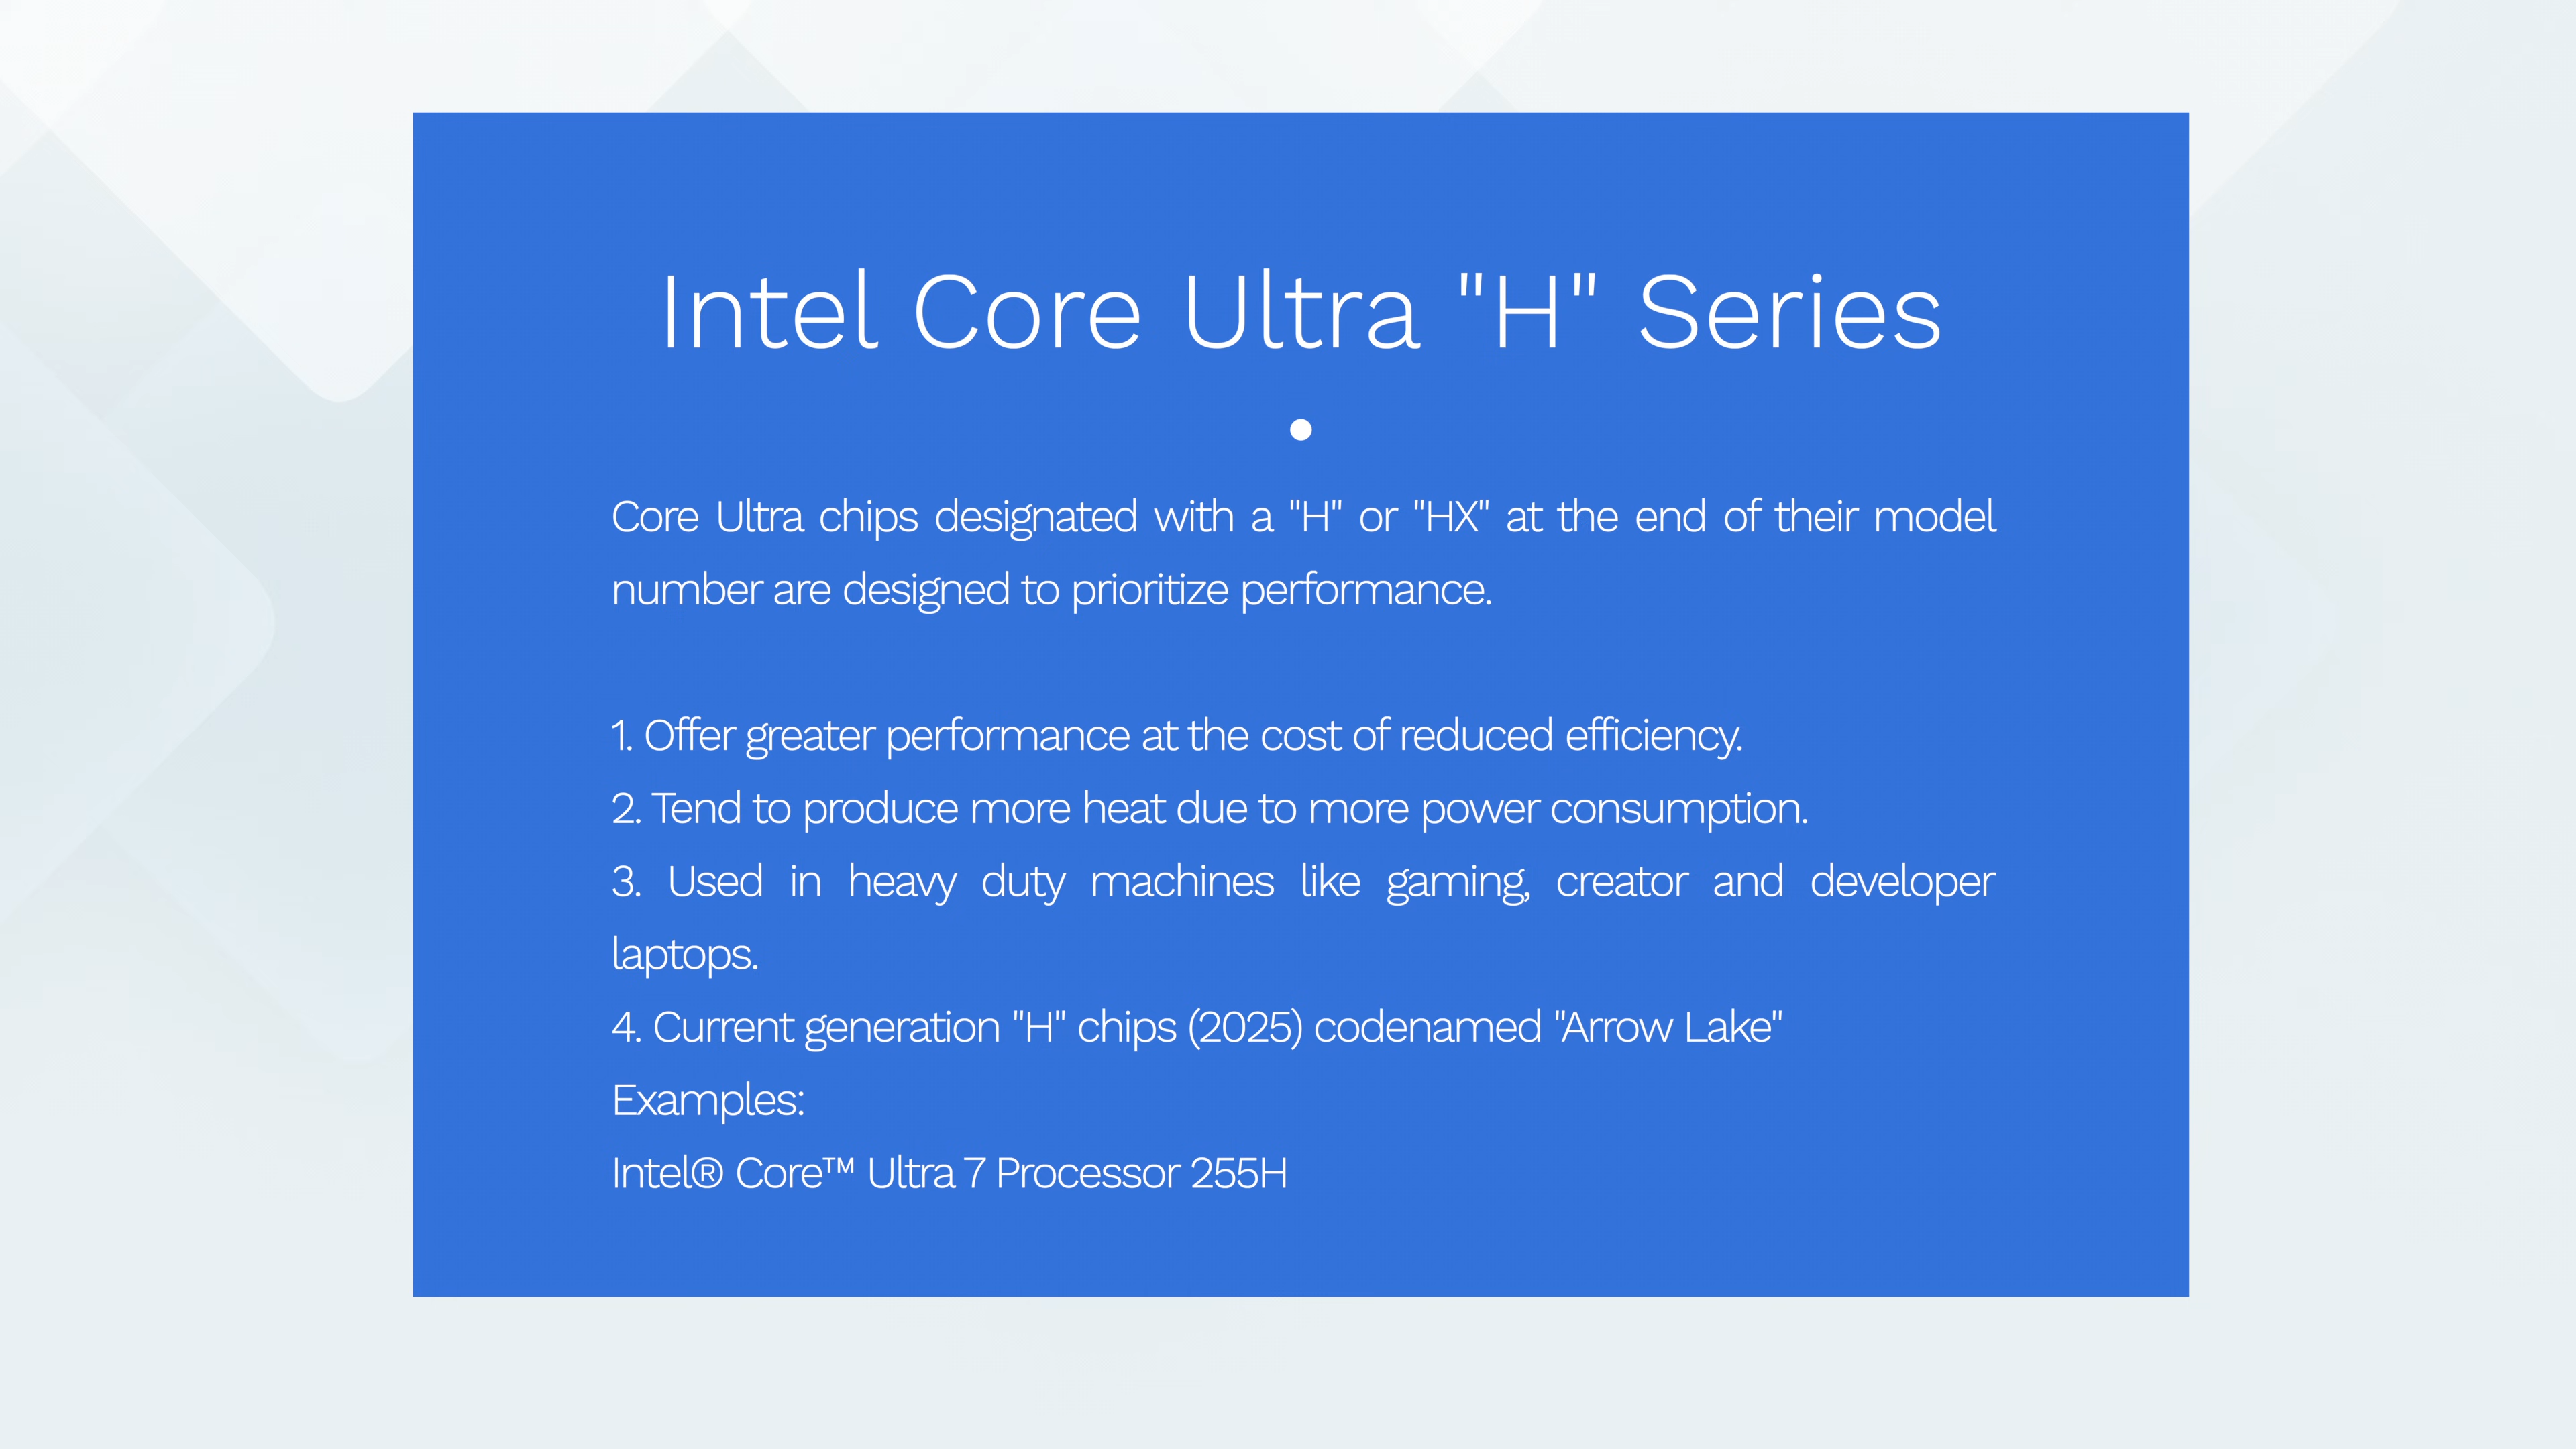 Intel Core Ultra "H" Series
Core Ultra chips designated with a "H" or "HX" at the end of their model
number are designed to prioritize performance.
1. Offer greater performance at the cost of reduced efficiency.
2. Tend to produce more heat due to more power consumption.
3. Used in heavy duty machines like gaming, creator and developer
laptops.
4. Current generation "H" chips (2025) codenamed "Arrow Lake"
Examples:
Intel® Core™ Ultra 7 Processor 255H